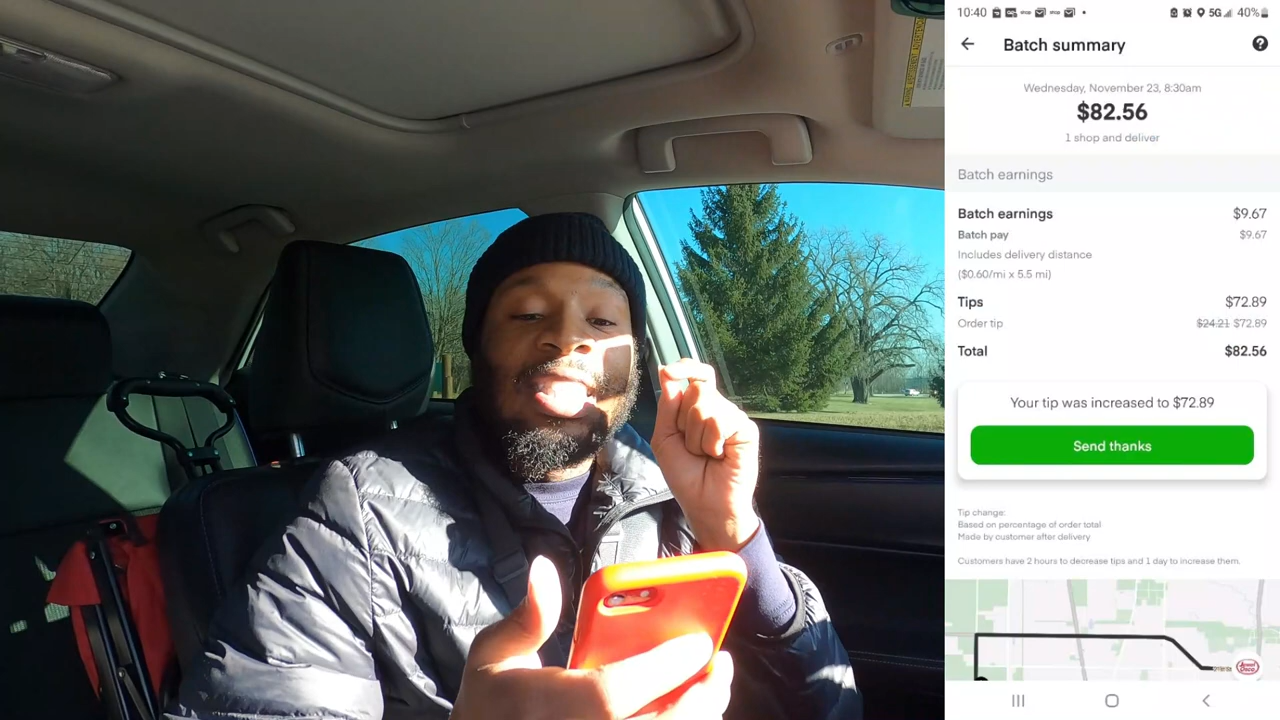 10:40
5G 40%
Batch summary
Wednesday, November 23, 8:30am
$82.56
1 shop and deliver
Batch earnings
Batch earnings $9.67
Batch pay $9.67
Includes delivery distance
($0.60/mi x 5.5 mi)
Tips $72.89
Order tip $24.21 $72.89
Total $82.56
Your tip was increased to $72.89
Send thanks
Tip change:
Based on percentage of order total
Made by customer after delivery
Customers have 2 hours to decrease tips and 1 day to increase them.